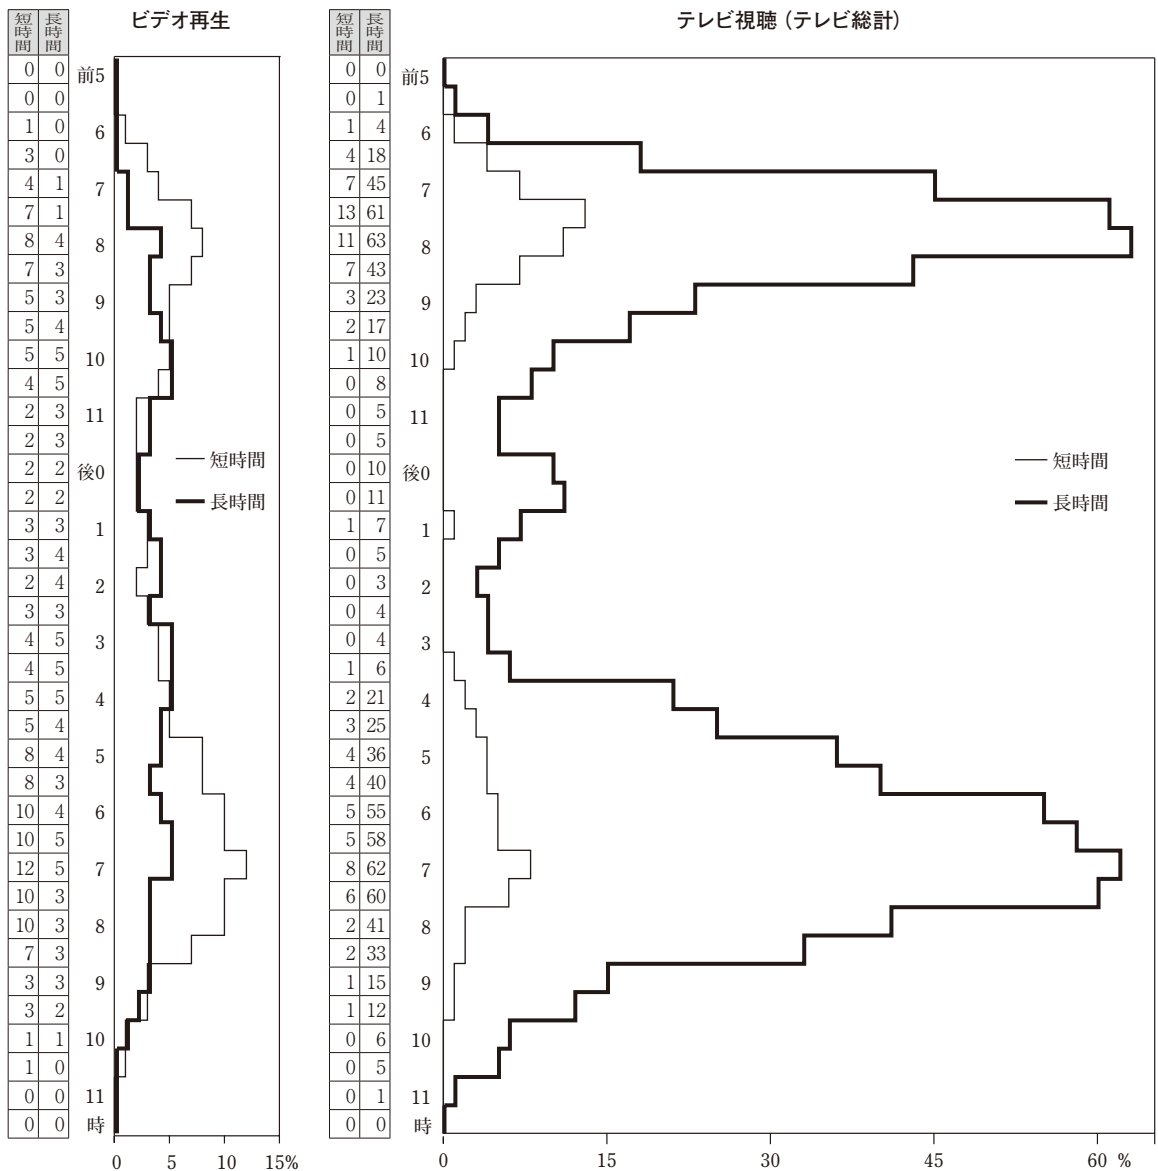 ビデオ再生
テレビ視聴（テレビ総計）
短時間 長時間
短時間 長時間
0 0 前5 0 0 前5
0 0 0 1
1 0 6 1 4 6
3 0 4 18
4 1 7 7 45 7
7 1 13 61
8 4 8 11 63 8
7 3 7 43
5 3 9 3 23 9
5 4 2 17
5 5 10 1 10 10
4 5 0 8
2 3 11 0 5 11
2 3 0 5
2 2 後0 短時間 0 10 後0 短時間
2 2 長時間 0 11 長時間
3 3 1 1 7 1
3 4 0 5
2 4 2 0 3 2
3 3 0 4
4 5 3 0 4 3
4 5 1 6
5 5 4 2 21 4
5 4 3 25
8 4 5 4 36 5
8 3 4 40
10 4 6 5 55 6
10 5 5 58
12 5 7 8 62 7
10 3 6 60
10 3 8 2 41 8
7 3 2 33
3 3 9 1 15 9
3 2 1 12
1 1 10 0 6 10
1 0 0 5
0 0 11 0 1 11
0 0 時 0 0 時
0 5 10 15% 0 15 30 45 60 %